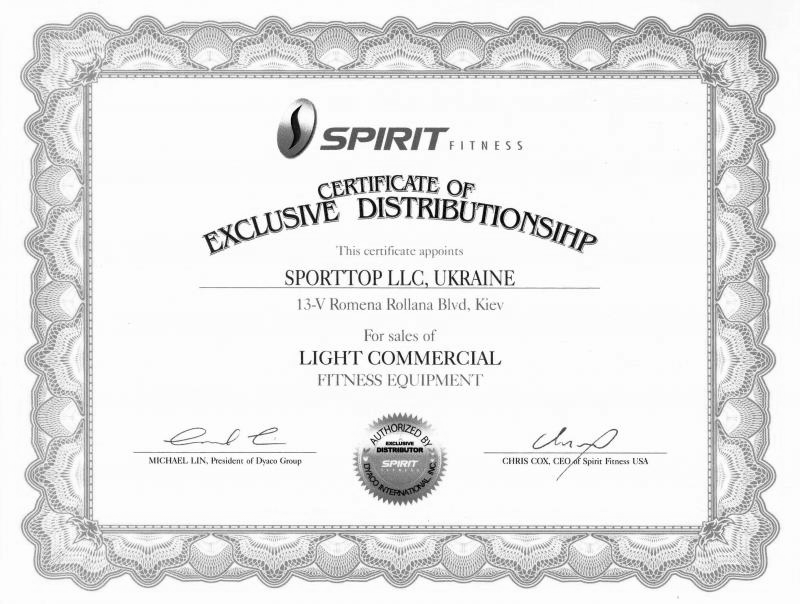 SPIRIT FITNESS
CERTIFICATE OF
EXCLUSIVE DISTRIBUTIONSIHP
This certificate appoints
SPORTTOP LLC, UKRAINE
13-V Romena Rollana Blvd, Kiev
For sales of
LIGHT COMMERCIAL
FITNESS EQUIPMENT
MICHAEL LIN, President of Dyaco Group
AUTHORIZED BY
EXCLUSIVE
DISTRIBUTOR
SPIRIT
FITNESS
DYACO INTERNATIONAL INC.
CHRIS COX, CEO of Spirit Fitness USA